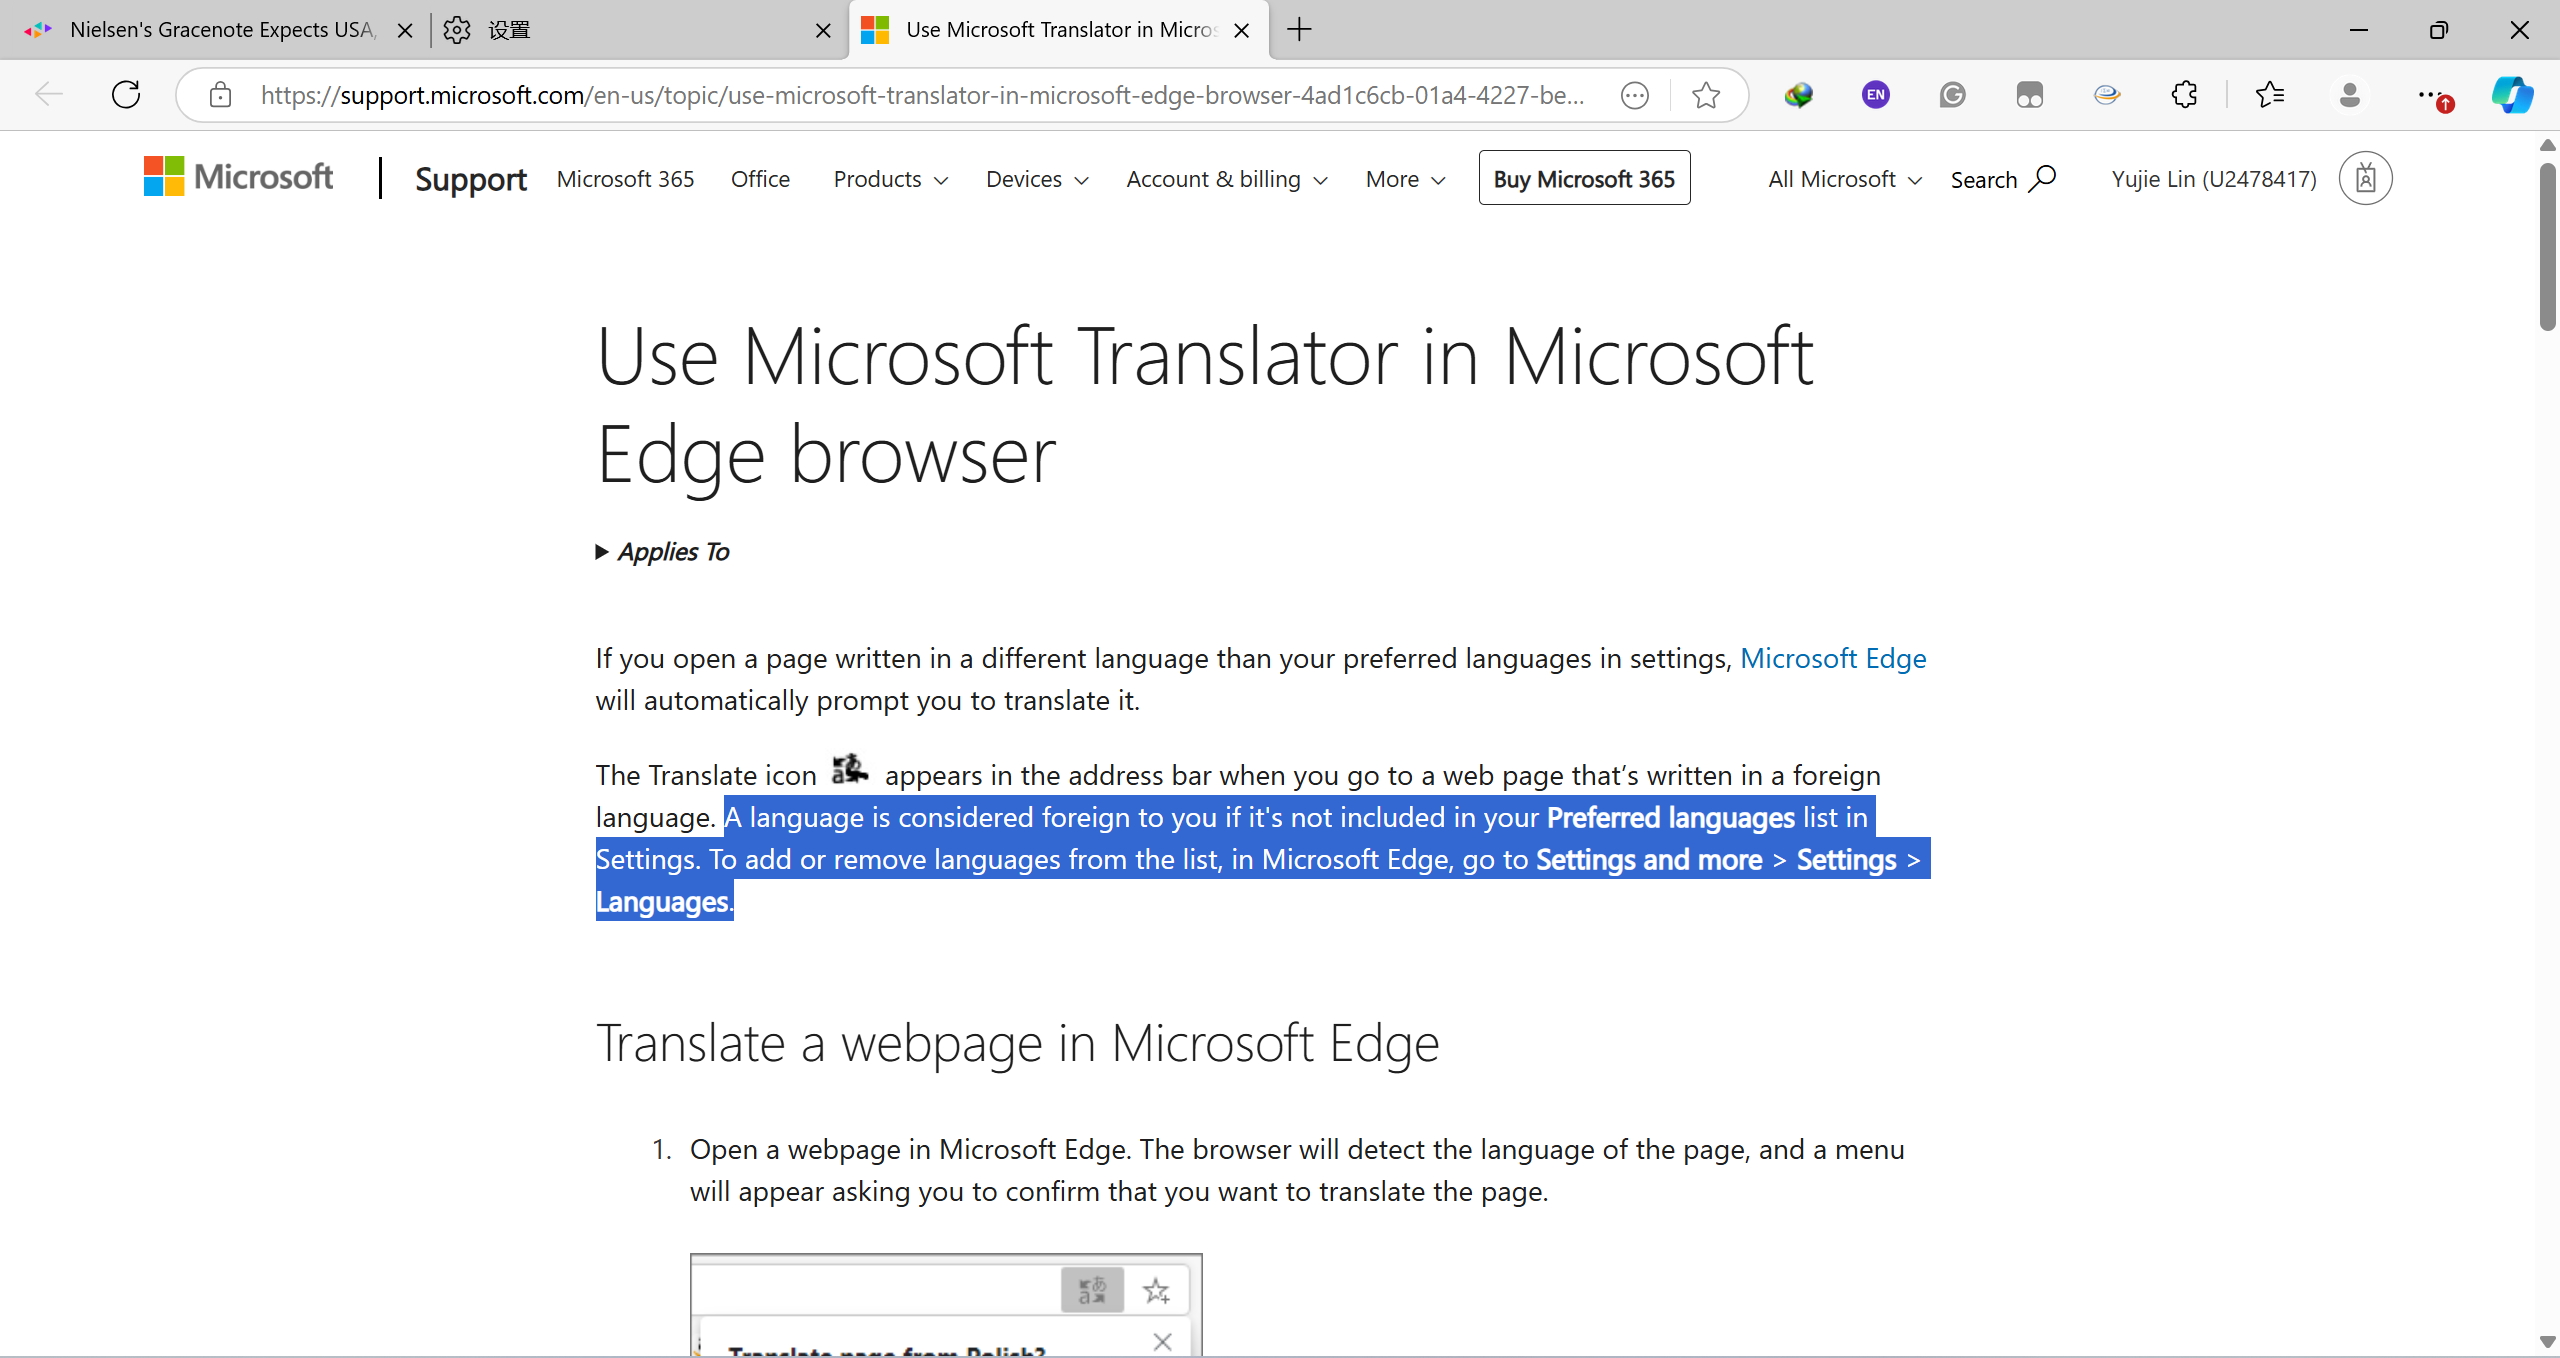 Nielsen's Gracenote Expects USA,
设置
Use Microsoft Translator in Micros
https://support.microsoft.com/en-us/topic/use-microsoft-translator-in-microsoft-edge-browser-4ad1c6cb-01a4-4227-be...
EN
Microsoft
Support
Microsoft 365
Office
Products
Devices
Account & billing
More
Buy Microsoft 365
All Microsoft
Search
Yujie Lin (U2478417)
Use Microsoft Translator in Microsoft
Edge browser
Applies To
If you open a page written in a different language than your preferred languages in settings, Microsoft Edge
will automatically prompt you to translate it.
The Translate icon appears in the address bar when you go to a web page that’s written in a foreign
language. A language is considered foreign to you if it's not included in your Preferred languages list in
Settings. To add or remove languages from the list, in Microsoft Edge, go to Settings and more > Settings >
Languages.
Translate a webpage in Microsoft Edge
1. Open a webpage in Microsoft Edge. The browser will detect the language of the page, and a menu
will appear asking you to confirm that you want to translate the page.
Translate page from Polish?